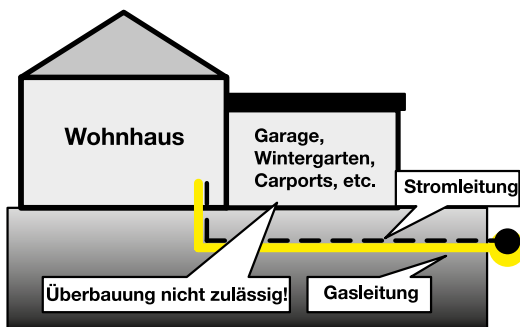 Wohnhaus
Garage,
Wintergarten,
Carports, etc.
Stromleitung
Überbauung nicht zulässig!
Gasleitung